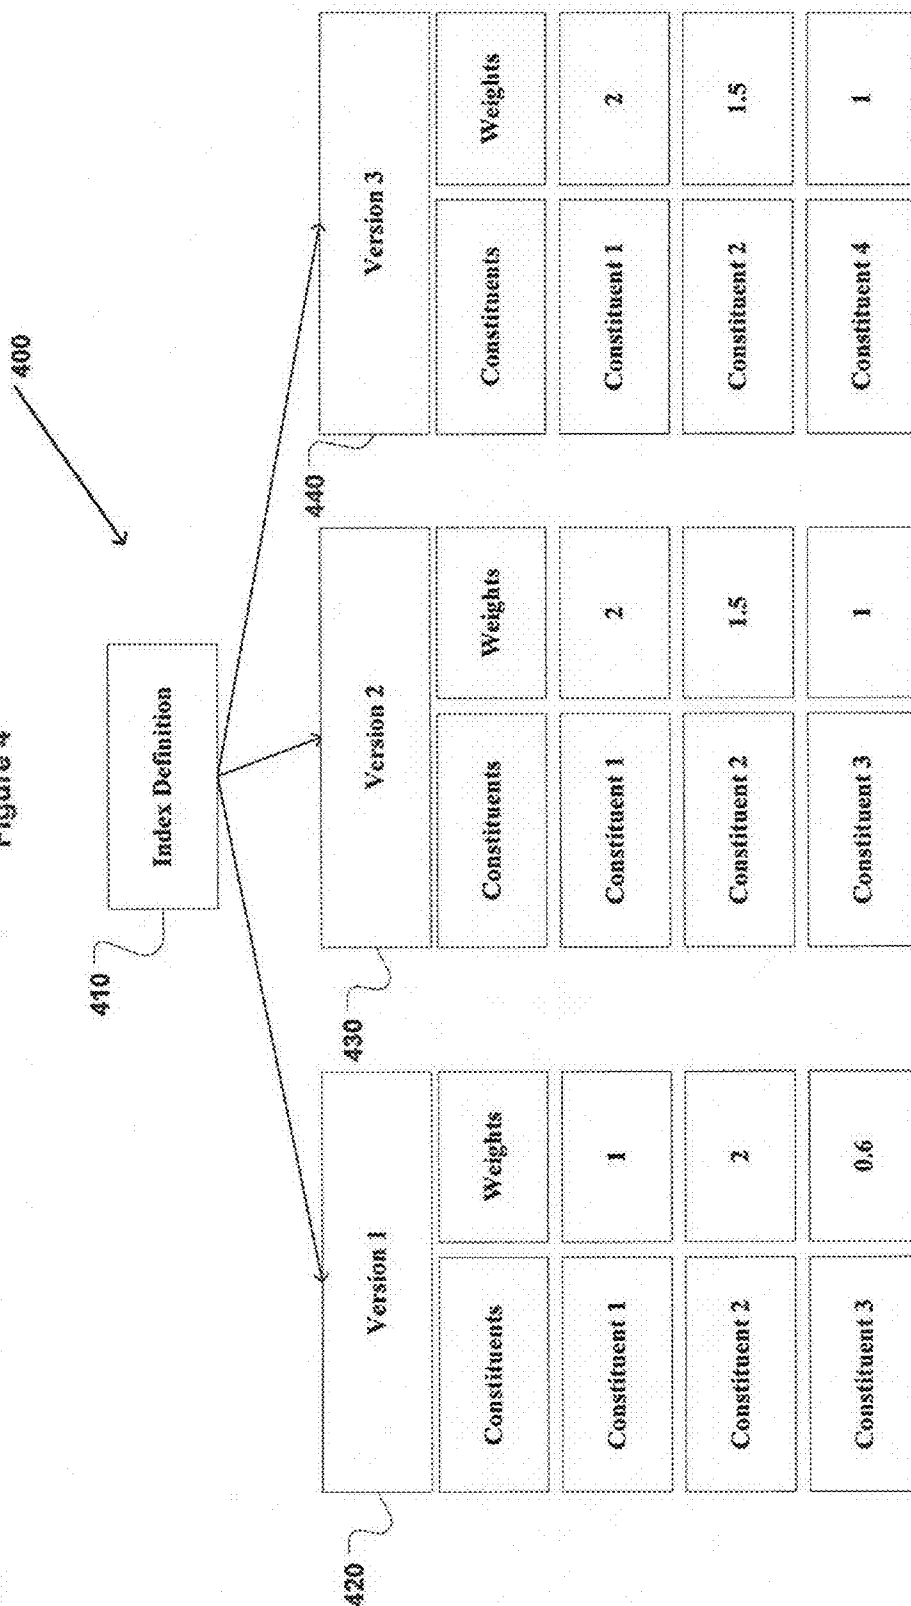 Figure 4
400
410
Index Definition
420
430
440
Version 1
Version 2
Version 3
Constituents Weights
Constituents Weights
Constituents Weights
Constituent 1 1
Constituent 1 2
Constituent 1 2
Constituent 2 2
Constituent 2 1.5
Constituent 2 1.5
Constituent 3 0.6
Constituent 3 1
Constituent 4 1